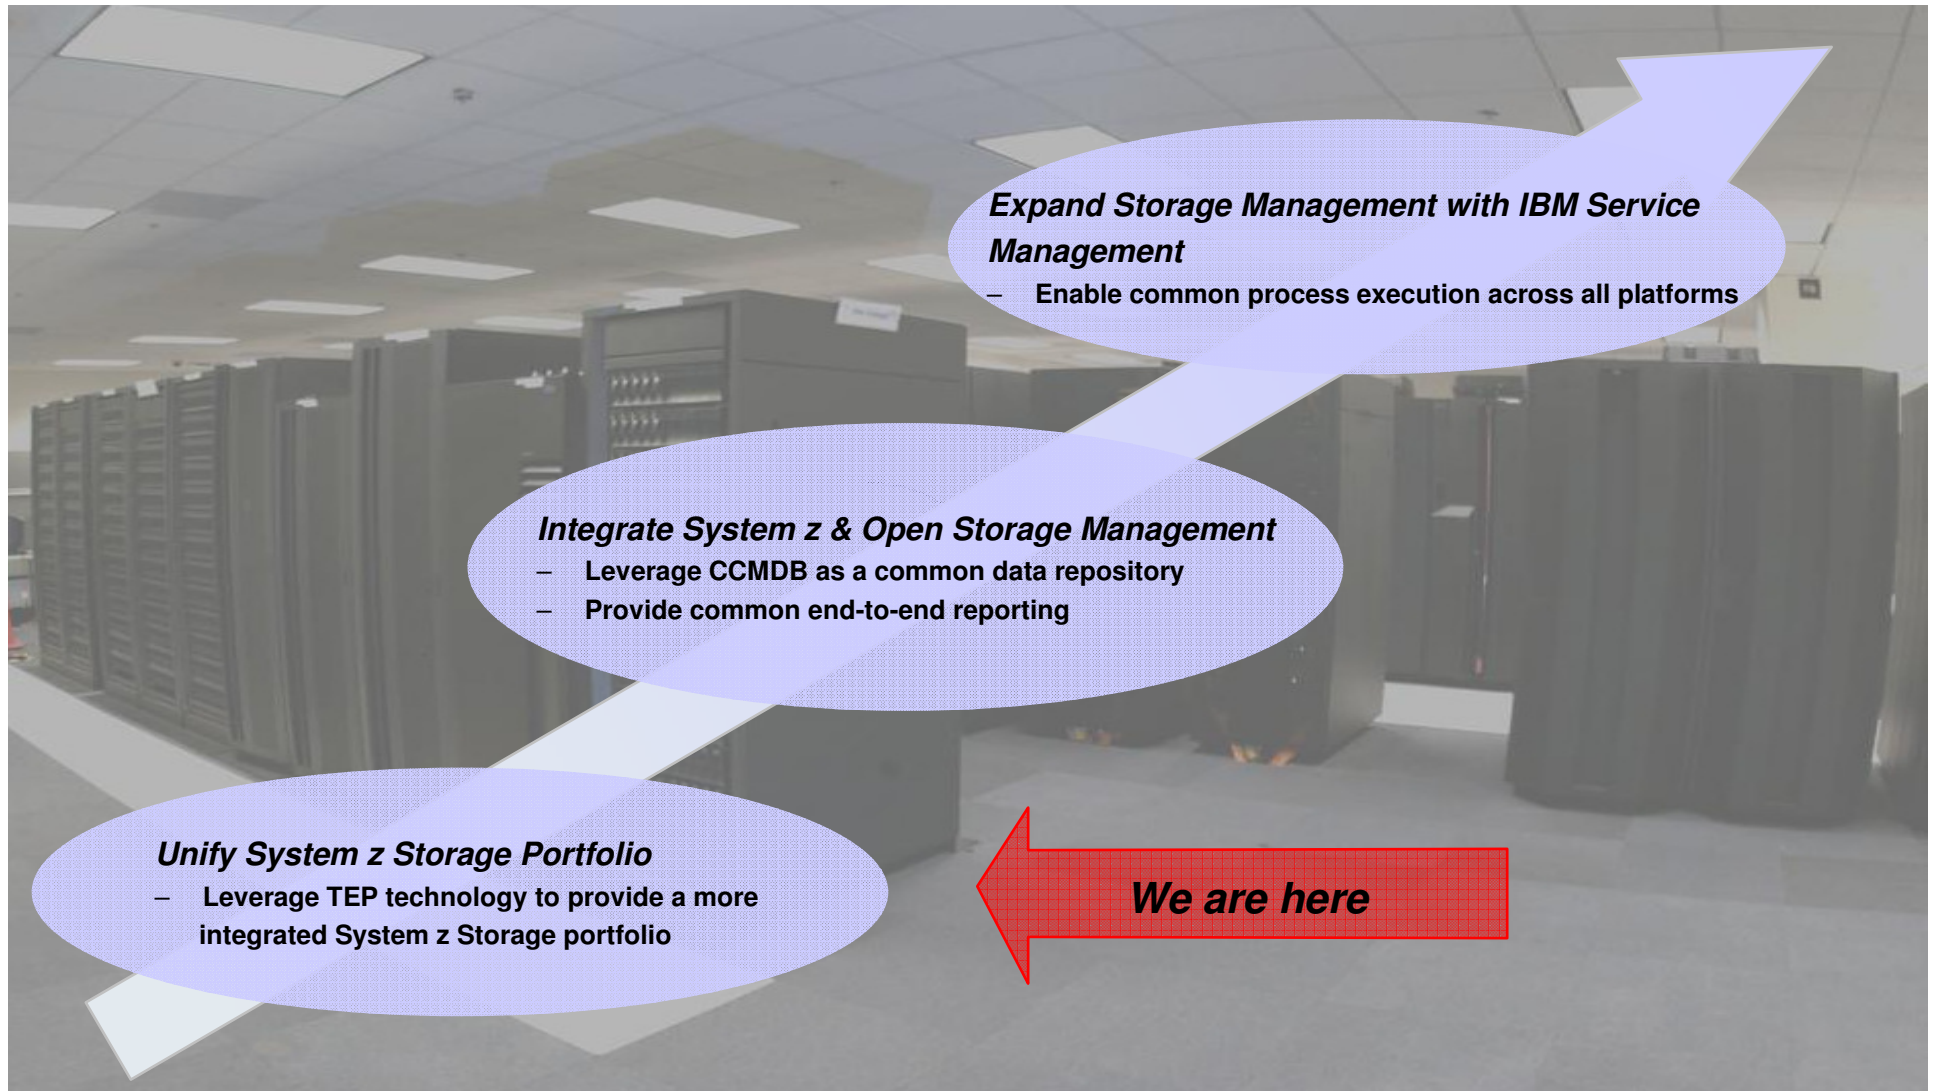 Expand Storage Management with IBM Service
Management
– Enable common process execution across all platforms
Integrate System z & Open Storage Management
– Leverage CCMDB as a common data repository
– Provide common end-to-end reporting
Unify System z Storage Portfolio
– Leverage TEP technology to provide a more
integrated System z Storage portfolio
We are here